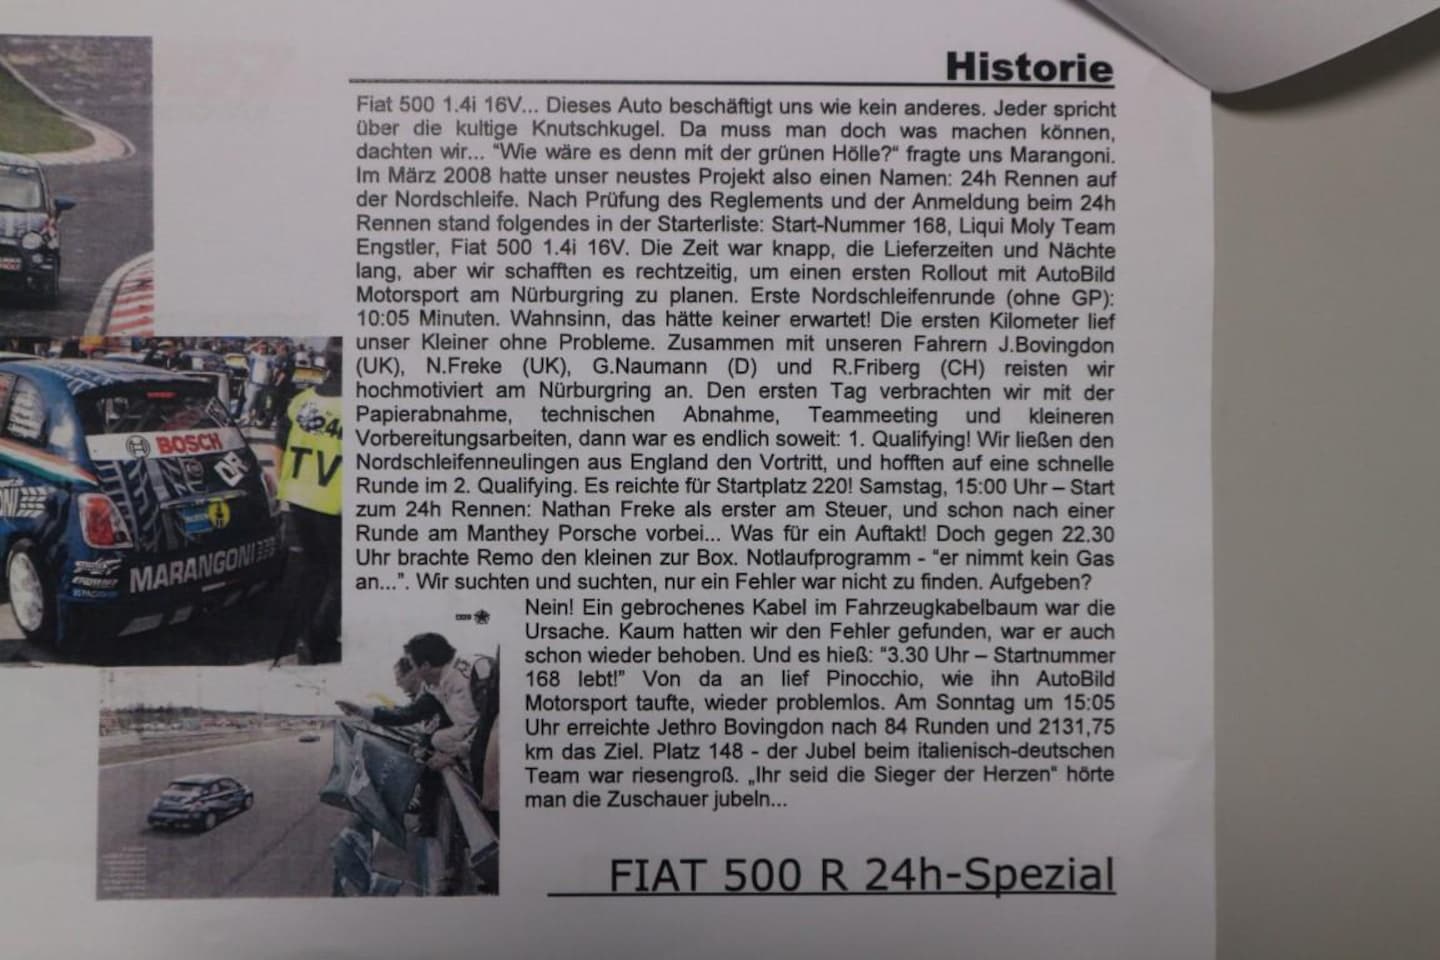 Historie
Fiat 500 1.4i 16V... Dieses Auto beschäftigt uns wie kein anderes. Jeder spricht
über die kultige Knutschkugel. Da muss man doch was machen können,
dachten wir... “Wie wäre es denn mit der grünen Hölle?“ fragte uns Marangoni.
Im März 2008 hatte unser neustes Projekt also einen Namen: 24h Rennen auf
der Nordschleife. Nach Prüfung des Reglements und der Anmeldung beim 24h
Rennen stand folgendes in der Starterliste: Start-Nummer 168, Liqui Moly Team
Engstler, Fiat 500 1.4i 16V. Die Zeit war knapp, die Lieferzeiten und Nächte
lang, aber wir schafften es rechtzeitig, um einen ersten Rollout mit AutoBild
Motorsport am Nürburgring zu planen. Erste Nordschleifenrunde (ohne GP):
10:05 Minuten. Wahnsinn, das hätte keiner erwartet! Die ersten Kilometer lief
unser Kleiner ohne Probleme. Zusammen mit unseren Fahrern J.Bovingdon
(UK), N.Freke (UK), G.Naumann (D) und R.Friberg (CH) reisten wir
hochmotiviert am Nürburgring an. Den ersten Tag verbrachten wir mit der
Papierabnahme, technischen Abnahme, Teammeeting und kleineren
Vorbereitungsarbeiten, dann war es endlich soweit: 1. Qualifying! Wir ließen den
Nordschleifenneulingen aus England den Vortritt, und hofften auf eine schnelle
Runde im 2. Qualifying. Es reichte für Startplatz 220! Samstag, 15:00 Uhr – Start
zum 24h Rennen: Nathan Freke als erster am Steuer, und schon nach einer
Runde am Manthey Porsche vorbei... Was für ein Auftakt! Doch gegen 22.30
Uhr brachte Remo den kleinen zur Box. Notlaufprogramm - “er nimmt kein Gas
an...”. Wir suchten und suchten, nur ein Fehler war nicht zu finden. Aufgeben?
Nein! Ein gebrochenes Kabel im Fahrzeugkabelbaum war die
Ursache. Kaum hatten wir den Fehler gefunden, war er auch
schon wieder behoben. Und es hieß: “3.30 Uhr – Startnummer
168 lebt!” Von da an lief Pinocchio, wie ihn AutoBild
Motorsport taufte, wieder problemlos. Am Sonntag um 15:05
Uhr erreichte Jethro Bovingdon nach 84 Runden und 2131,75
km das Ziel. Platz 148 - der Jubel beim italienisch-deutschen
Team war riesengroß. „Ihr seid die Sieger der Herzen“ hörte
man die Zuschauer jubeln...
FIAT 500 R 24h-Spezial
BOSCH
MARANGONI
TV